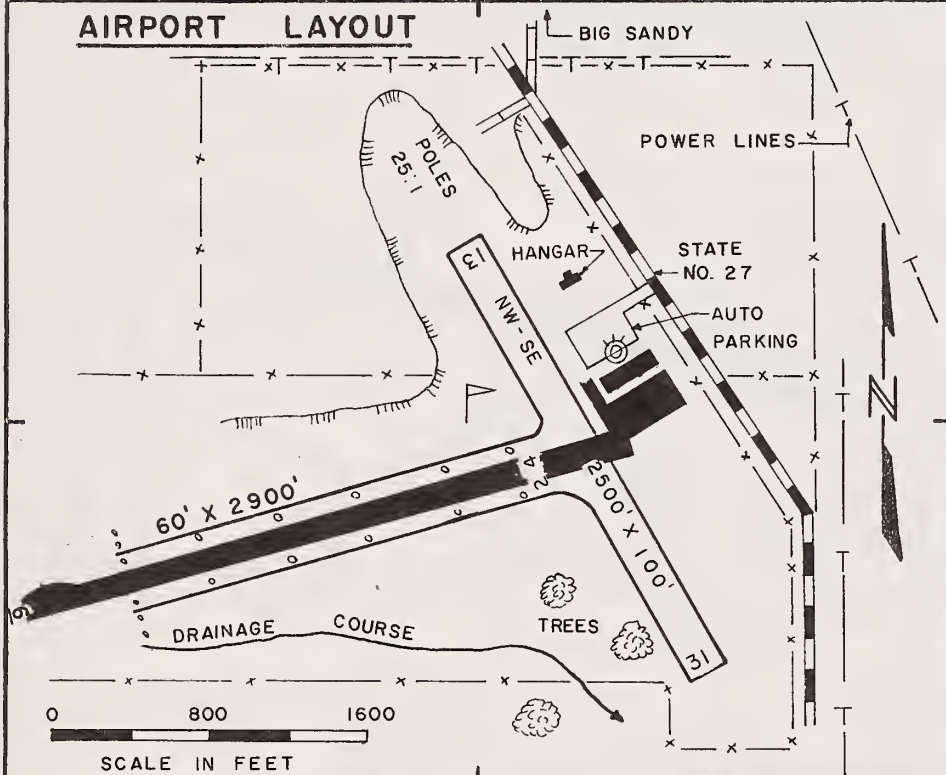 AIRPORT LAYOUT
BIG SANDY
POWER LINES
POLES
25:1
13
HANGAR
STATE
NO. 27
NW-SE
AUTO
PARKING
N
24
60' X 2900'
2500' X 100'
6
DRAINAGE COURSE
TREES
31
0 800 1600
SCALE IN FEET